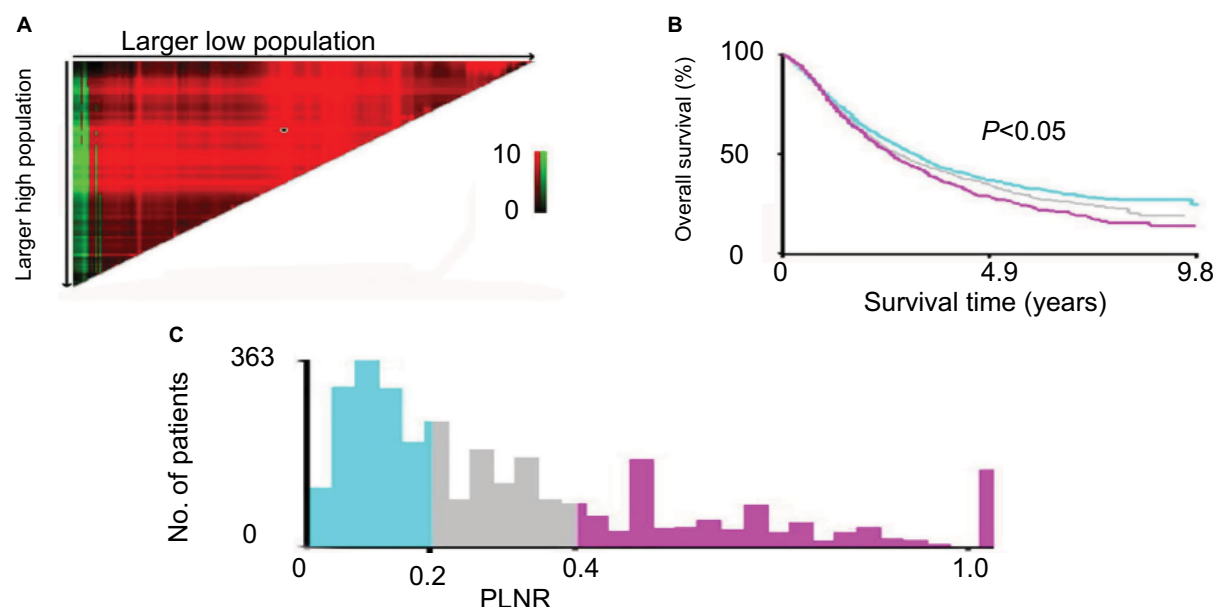 A
Larger low population
Larger high population
10
0
B
100
50
0
Overall survival (%)
P<0.05
0
4.9
9.8
Survival time (years)
C
363
0
No. of patients
0
0.2
0.4
1.0
PLNR